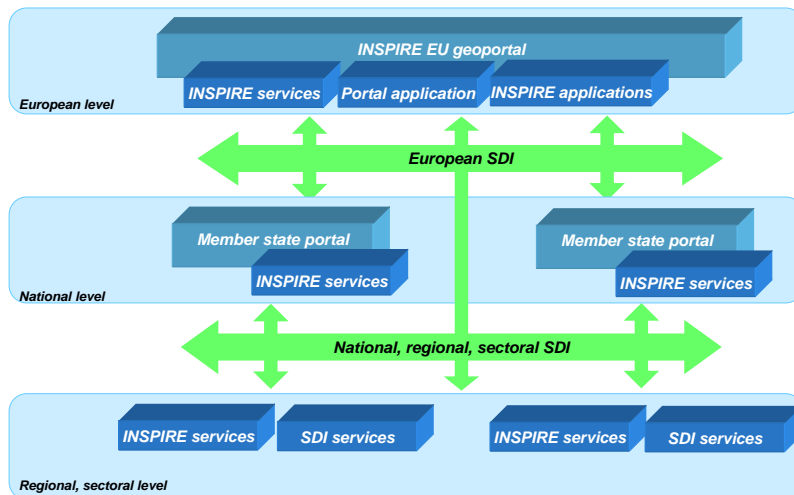 INSPIRE EU geoportal
INSPIRE services
Portal application
INSPIRE applications
European level
European SDI
Member state portal
Member state portal
INSPIRE services
INSPIRE services
National level
National, regional, sectoral SDI
INSPIRE services
SDI services
INSPIRE services
SDI services
Regional, sectoral level